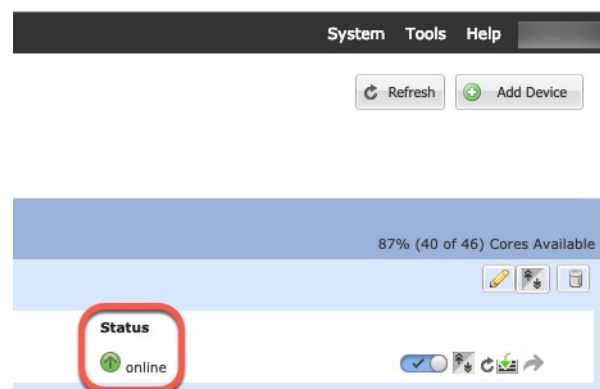 System Tools Help
Refresh Add Device
87% (40 of 46) Cores Available
Status
online